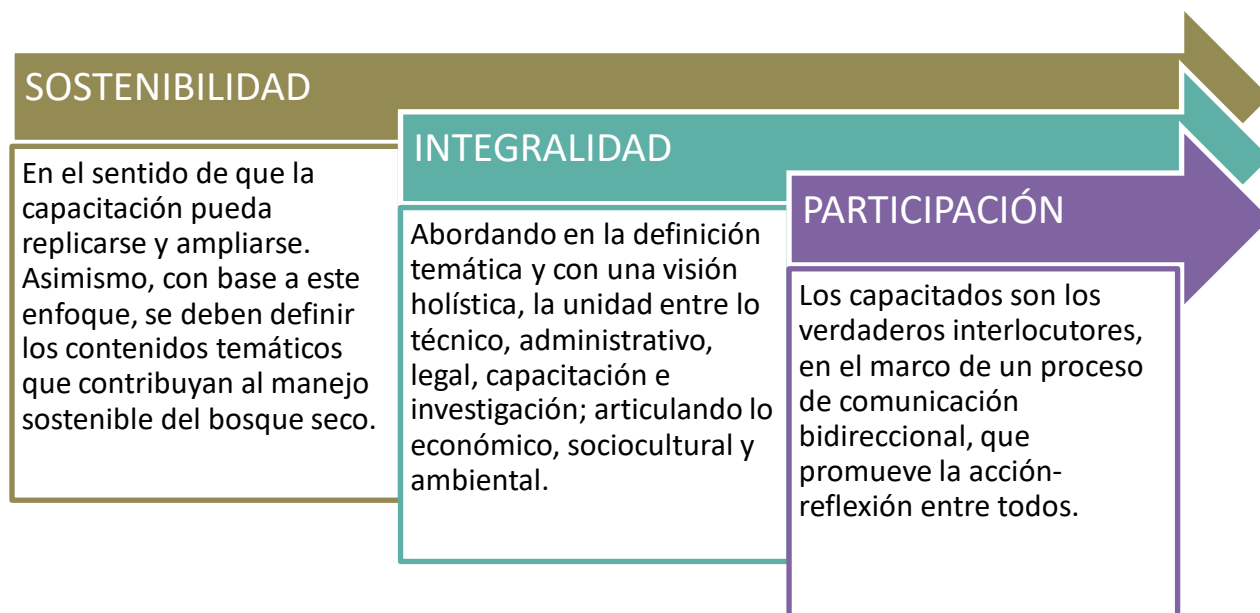 SOSTENIBILIDAD
En el sentido de que la
capacitación pueda
replicarse y ampliarse.
Asimismo, con base a este
enfoque, se deben definir
los contenidos temáticos
que contribuyan al manejo
sostenible del bosque seco.
INTEGRALIDAD
Abordando en la definición
temática y con una visión
holística, la unidad entre lo
técnico, administrativo,
legal, capacitación e
investigación; articulando lo
económico, sociocultural y
ambiental.
PARTICIPACIÓN
Los capacitados son los
verdaderos interlocutores,
en el marco de un proceso
de comunicación
bidireccional, que
promueve la acción-
reflexión entre todos.